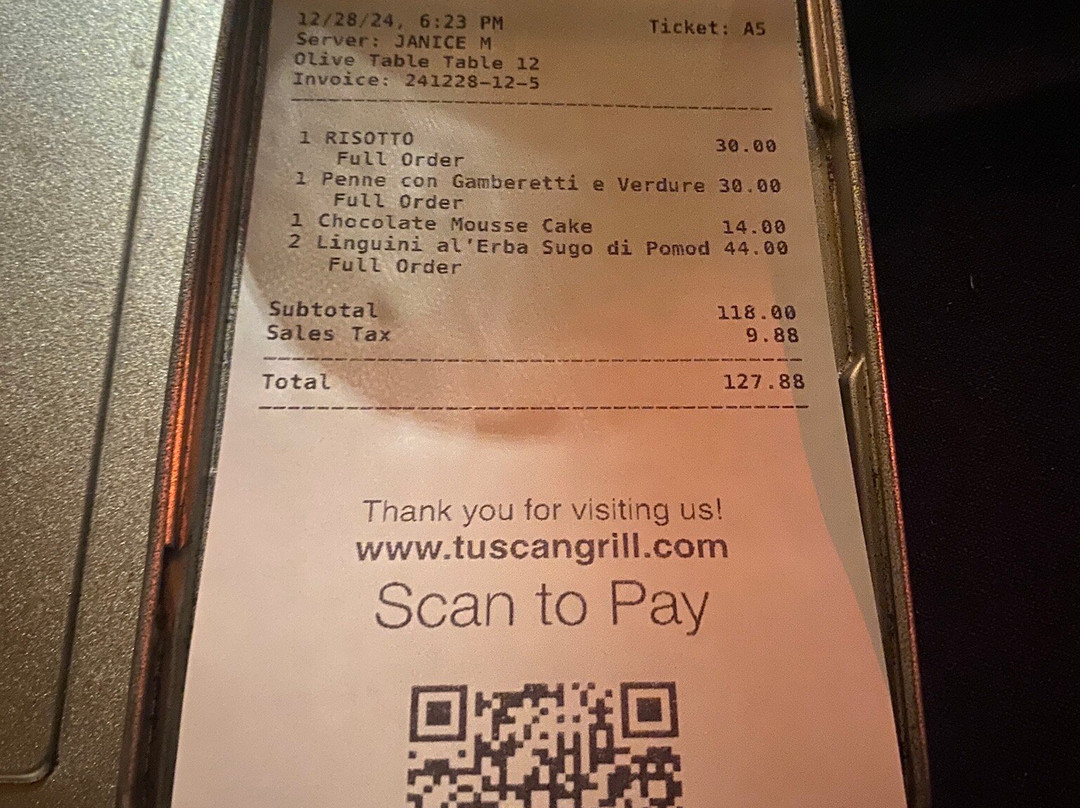 12/28/24, 6:23 PM Ticket: A5
Server: JANICE M
Olive Table Table 12
Invoice: 241228-12-5
1 RISOTTO 30.00
Full Order
1 Penne con Gamberetti e Verdure 30.00
Full Order
1 Chocolate Mousse Cake 14.00
2 Linguini al'Erba Sugo di Pomod 44.00
Full Order
Subtotal 118.00
Sales Tax 9.88
Total 127.88
Thank you for visiting us!
www.tuscangrill.com
Scan to Pay